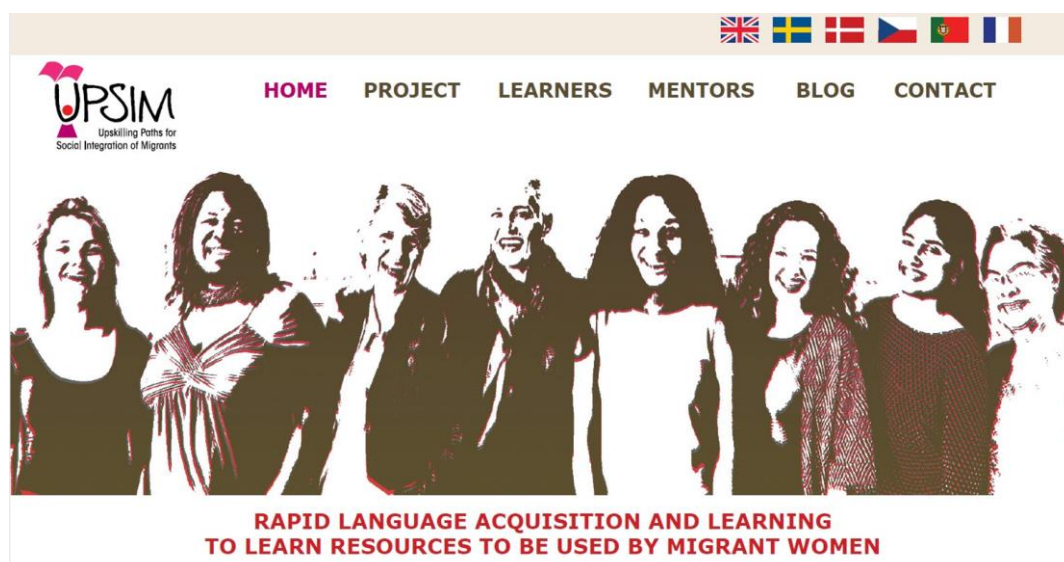 UPSIM
Upskilling Paths for
Social Integration of Migrants
HOME PROJECT LEARNERS MENTORS BLOG CONTACT
RAPID LANGUAGE ACQUISITION AND LEARNING
TO LEARN RESOURCES TO BE USED BY MIGRANT WOMEN